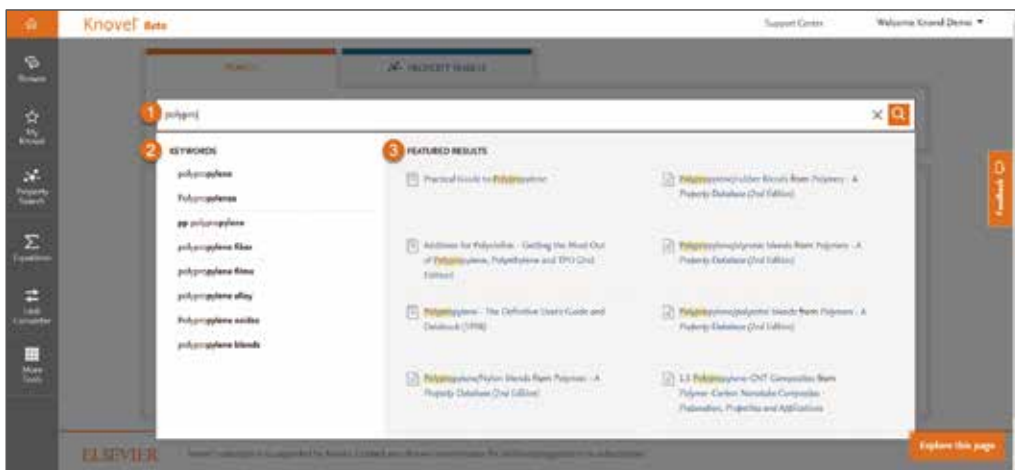 Knovel Beta
Support Center
Welcome Knovel Demo
Browse
My
Knovel
Property
Search
Equations
Unit
Converter
More
Tools
SEARCH
PROPERTY SEARCH
1
polypro
2
KEYWORDS
polypropylene
Polypropylenes
pp polypropylene
polypropylene fiber
polypropylene films
polypropylene alloy
Polypropylene oxides
polypropylene blends
3
FEATURED RESULTS
Practical Guide to Polypropylene
Additives for Polyolefins - Getting the Most Out
of Polypropylene, Polyethylene and TPO (2nd
Edition)
Polypropylene - The Definitive User's Guide and
Databook (1998)
Polypropylene/Nylon blends from Polymers - A
Property Database (2nd Edition)
Polypropylene/rubber blends from Polymers - A
Property Database (2nd Edition)
Polypropylene/styrenic blends from Polymers - A
Property Database (2nd Edition)
Polypropylene/polyester blends from Polymers - A
Property Database (2nd Edition)
Polypropylene-CNT Composites from
Polymer-Carbon Nanotube Composites -
Preparation, Properties and Applications
Feedback
ELSEVIER
Explore this page